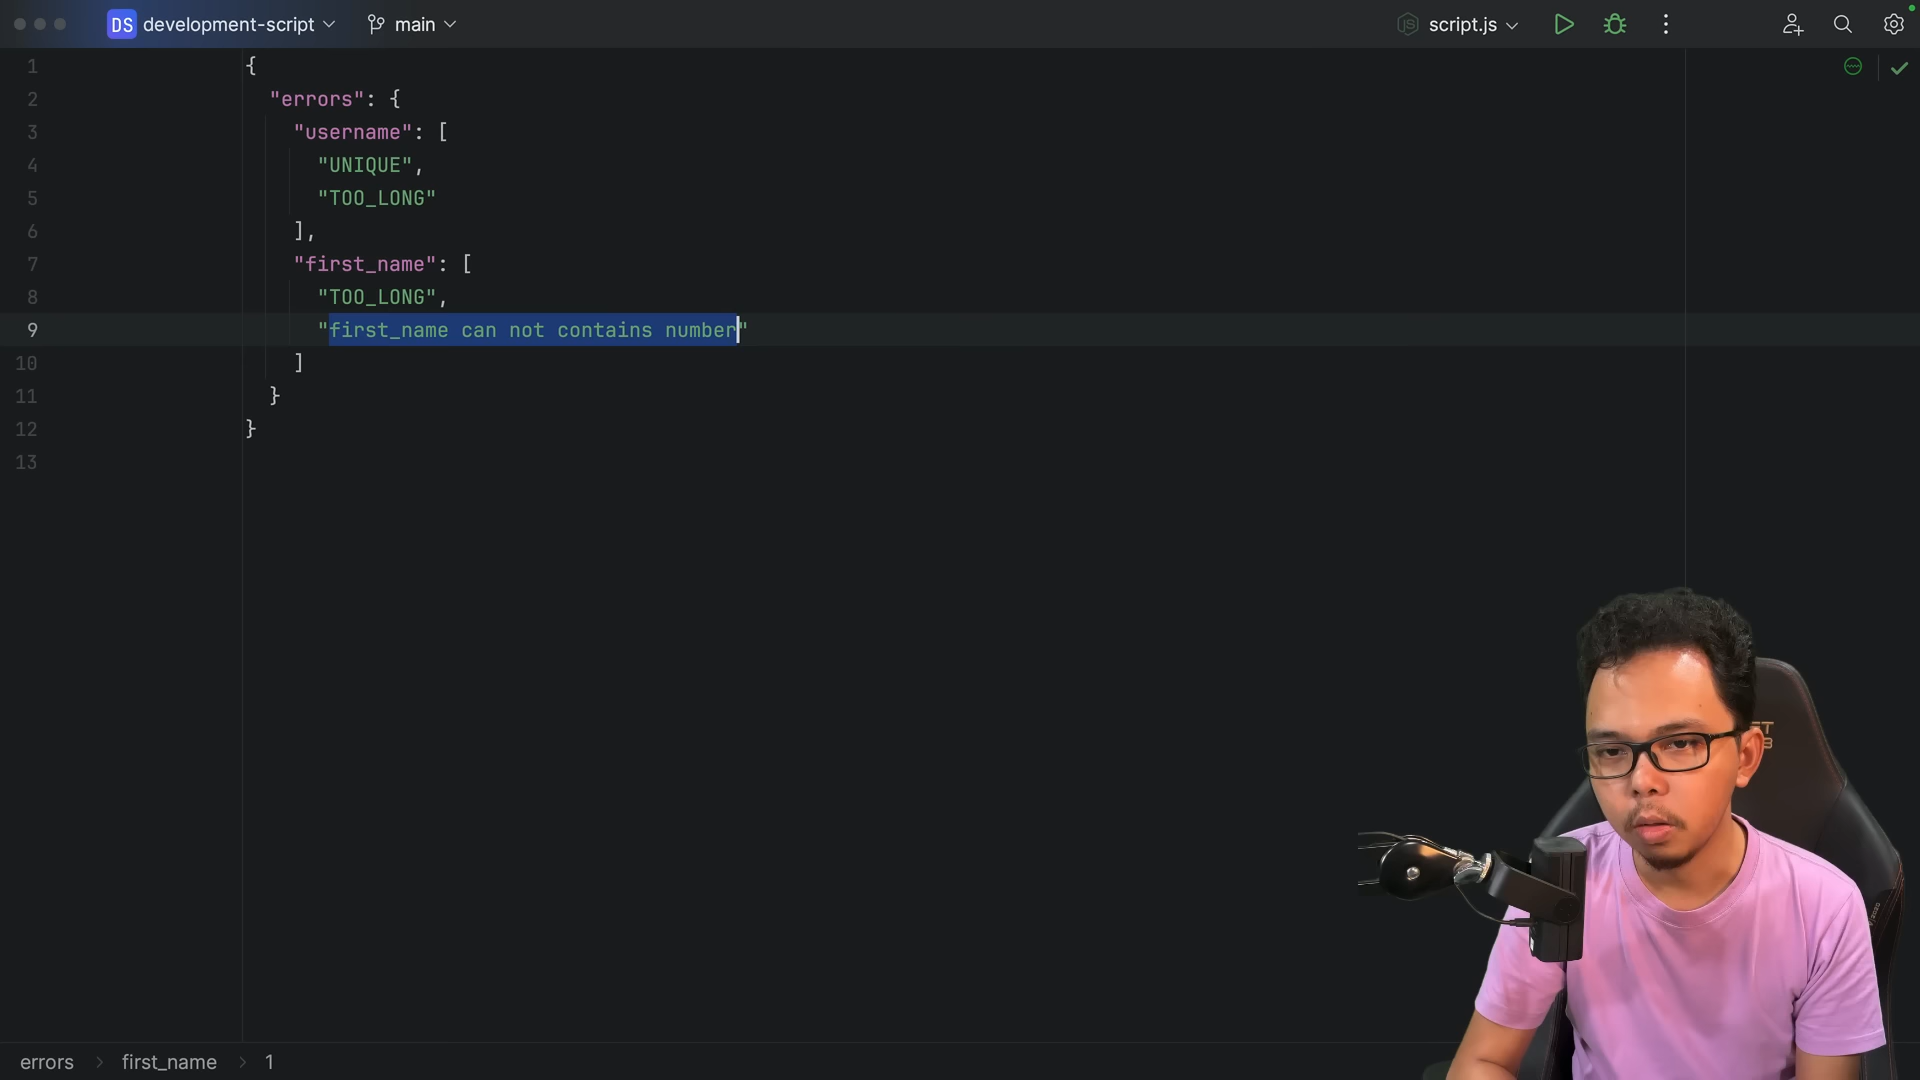 DS development-script main script.js
1 {
2 "errors": {
3 "username": [
4 "UNIQUE",
5 "TOO_LONG"
6 ],
7 "first_name": [
8 "TOO_LONG",
9 "first_name can not contains number"
10 ]
11 }
12 }
13
errors > first_name > 1